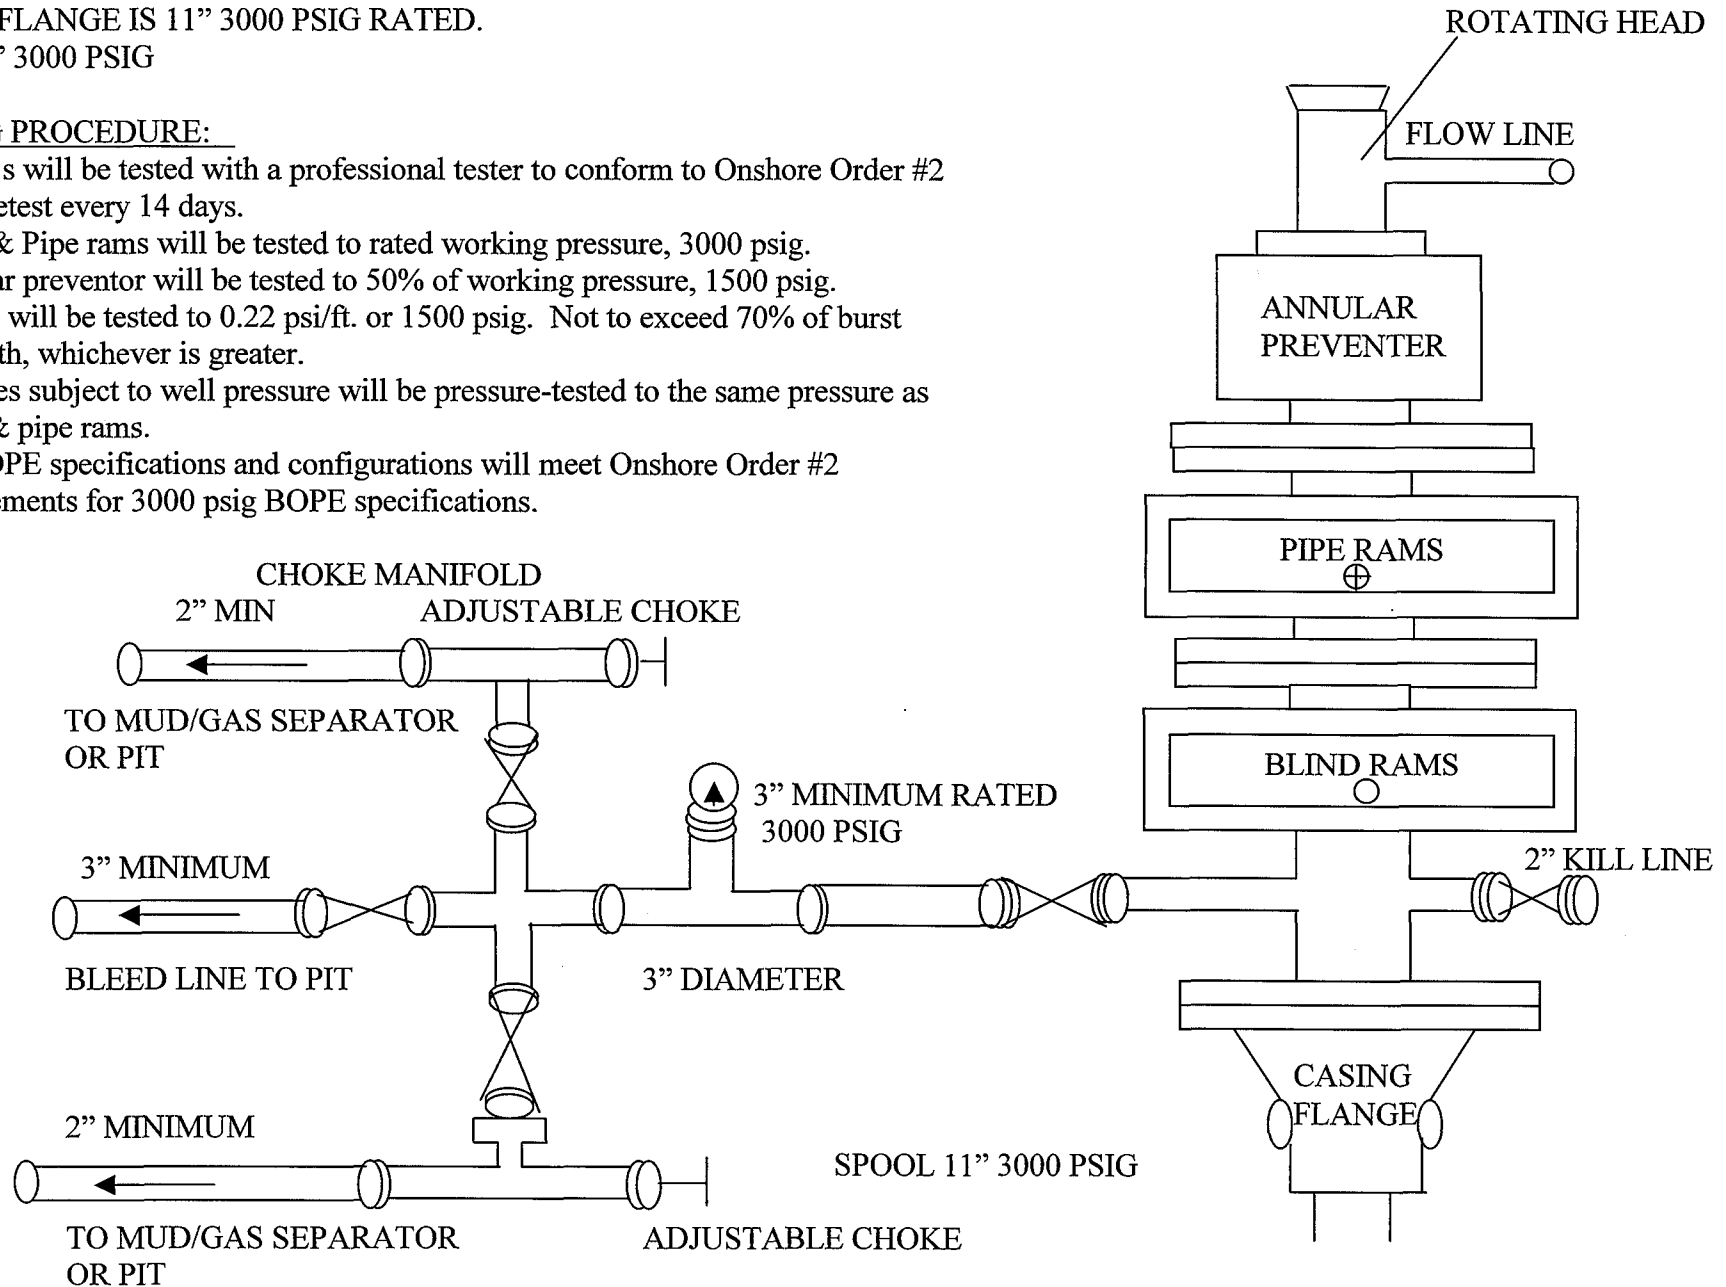 FLANGE IS 11” 3000 PSIG RATED.
” 3000 PSIG
PROCEDURE:
s will be tested with a professional tester to conform to Onshore Order #2
etest every 14 days.
& Pipe rams will be tested to rated working pressure, 3000 psig.
ar preventor will be tested to 50% of working pressure, 1500 psig.
will be tested to 0.22 psi/ft. or 1500 psig. Not to exceed 70% of burst
th, whichever is greater.
es subject to well pressure will be pressure-tested to the same pressure as
& pipe rams.
OPE specifications and configurations will meet Onshore Order #2
ements for 3000 psig BOPE specifications.
ROTATING HEAD
FLOW LINE
ANNULAR
PREVENTER
PIPE RAMS
BLIND RAMS
2” KILL LINE
CASING
FLANGE
CHOKE MANIFOLD
2” MIN
ADJUSTABLE CHOKE
TO MUD/GAS SEPARATOR
OR PIT
3” MINIMUM RATED
3000 PSIG
3” MINIMUM
BLEED LINE TO PIT
3” DIAMETER
2” MINIMUM
SPOOL 11” 3000 PSIG
TO MUD/GAS SEPARATOR
OR PIT
ADJUSTABLE CHOKE